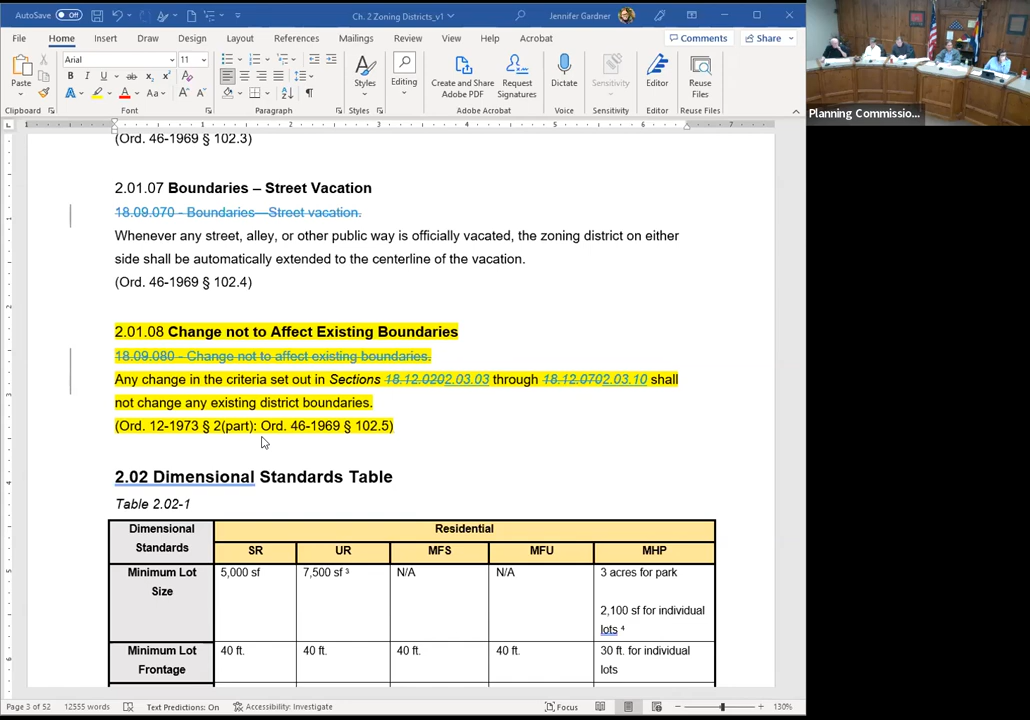 AutoSave Off Ch. 2 Zoning Districts_v1 Jennifer Gardner
File Home Insert Draw Design Layout References Mailings Review View Help Acrobat Comments Share
Arial 11
Paste Styles Editing Create and Share Adobe PDF Request Signatures Dictate Sensitivity Editor Reuse Files
Clipboard Font Paragraph Styles Adobe Acrobat Voice Sensitivity Editor Reuse Files
Planning Commissio...
1 1 2 3 4 5 6 7
(Ord. 46-1969 § 102.3)
2.01.07 Boundaries – Street Vacation
18.09.070 - Boundaries—Street vacation.
Whenever any street, alley, or other public way is officially vacated, the zoning district on either
side shall be automatically extended to the centerline of the vacation.
(Ord. 46-1969 § 102.4)
2.01.08 Change not to Affect Existing Boundaries
18.09.080 - Change not to affect existing boundaries.
Any change in the criteria set out in Sections 18.12.0202.03.03 through 18.12.0702.03.10 shall
not change any existing district boundaries.
(Ord. 12-1973 § 2(part): Ord. 46-1969 § 102.5)
2.02 Dimensional Standards Table
Table 2.02-1
Dimensional Standards Residential
SR UR MFS MFU MHP
Minimum Lot Size 5,000 sf 7,500 sf ³ N/A N/A 3 acres for park
2,100 sf for individual
lots ⁴
Minimum Lot Frontage 40 ft. 40 ft. 40 ft. 40 ft. 30 ft. for individual
lots
Page 3 of 52 12555 words Text Predictions: On Accessibility: Investigate Focus 130%